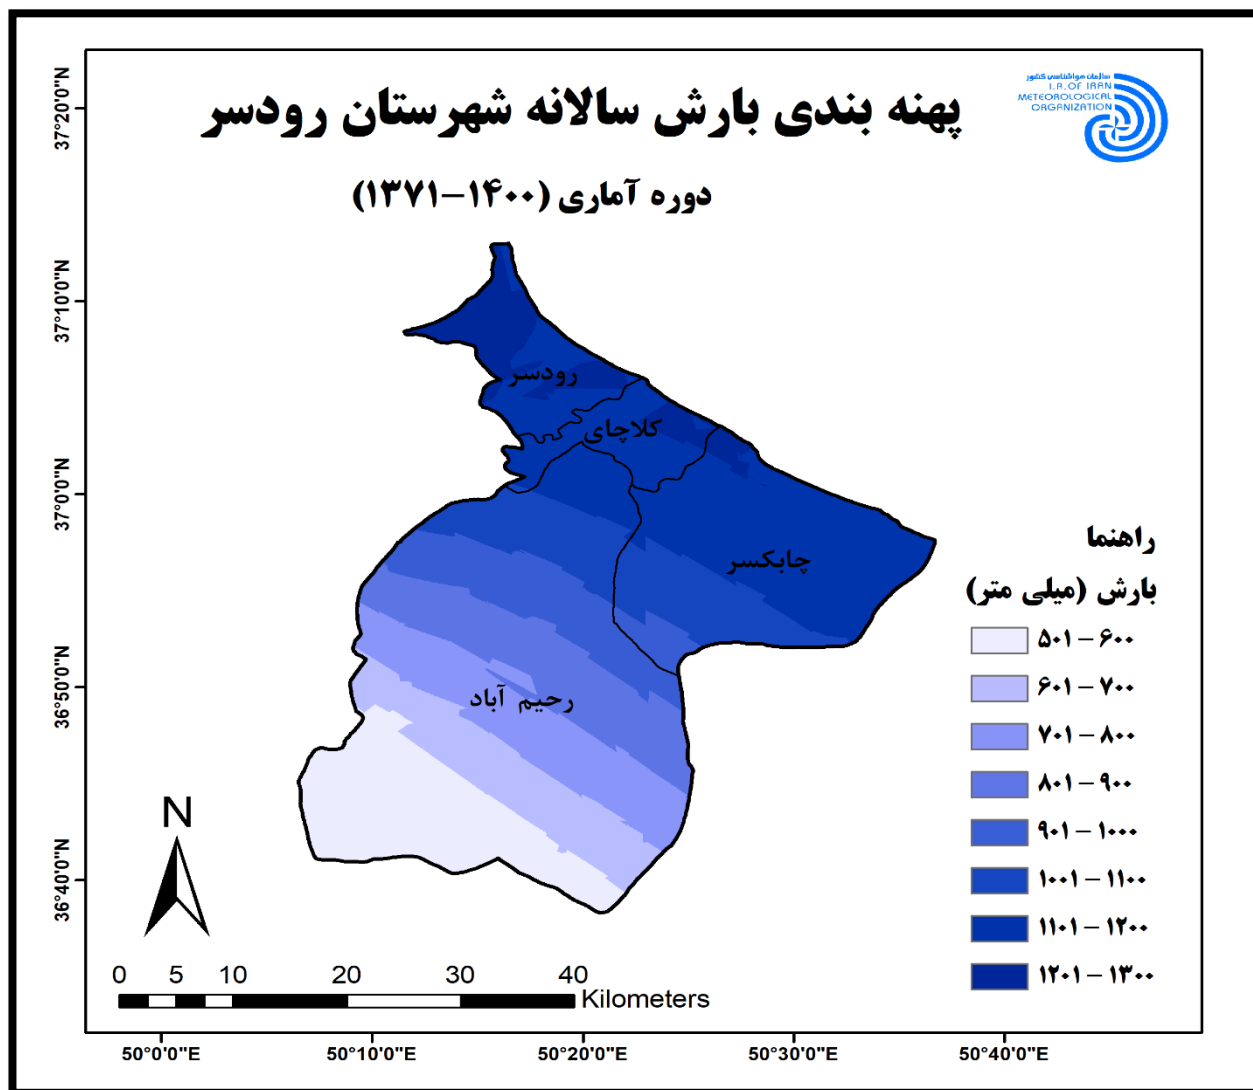 سازمان هواشناسی کشور
I.R.OF IRAN
METEOROLOGICAL
ORGANIZATION
پهنه بندی بارش سالانه شهرستان رودسر
دوره آماری (۱۴۰۰–۱۳۷۱)
37°20'0"N
37°10'0"N
37°0'0"N
36°50'0"N
36°40'0"N
رودسر
کلاچای
چابکسر
رحیم آباد
راهنما
بارش (میلی متر)
۵۰۱ – ۶۰۰
۶۰۱ – ۷۰۰
۷۰۱ – ۸۰۰
۸۰۱ – ۹۰۰
۹۰۱ – ۱۰۰۰
۱۰۰۱ – ۱۱۰۰
۱۱۰۱ – ۱۲۰۰
۱۲۰۱ – ۱۳۰۰
N
0 5 10 20 30 40
Kilometers
50°0'0"E 50°10'0"E 50°20'0"E 50°30'0"E 50°40'0"E